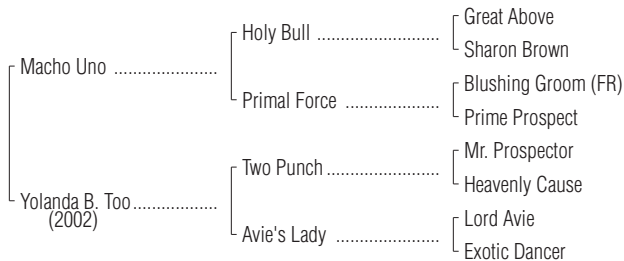 Great Above
Holy Bull ...................
Sharon Brown
Macho Uno .....................
Blushing Groom (FR)
Primal Force ...................
Prime Prospect
Mr. Prospector
Two Punch .......................
Heavenly Cause
Yolanda B. Too .................
(2002)
Lord Avie
Avie's Lady .....................
Exotic Dancer